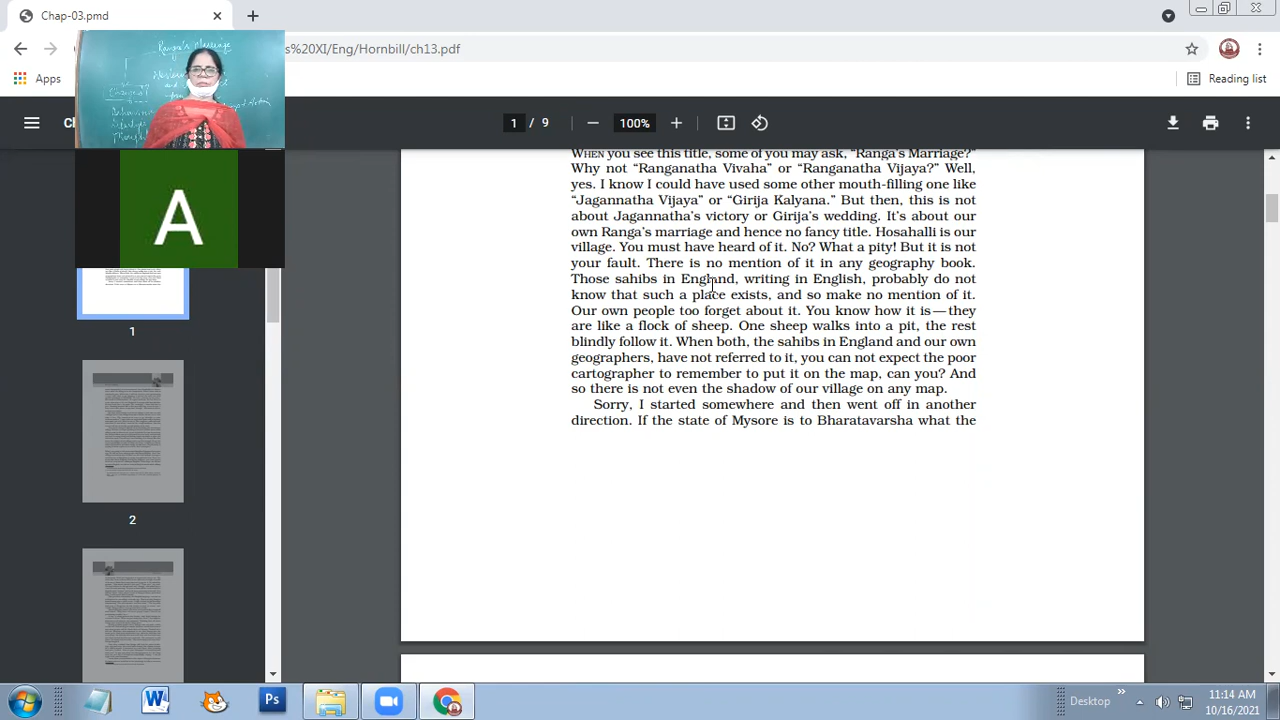 Chap-03.pmd
s%20XI/Eng/Hornbill/ch13.pdf
Apps
Reading list
Ranga's Marriage
Ch
1 / 9
100%
A
WHEN you see this title, some of you may ask, “Ranga's Marriage?”
Why not “Ranganatha Vivaha” or “Ranganatha Vijaya?” Well,
yes. I know I could have used some other mouth-filling one like
“Jagannatha Vijaya” or “Girija Kalyana.” But then, this is not
about Jagannatha's victory or Girija's wedding. It's about our
own Ranga's marriage and hence no fancy title. Hosahalli is our
village. You must have heard of it. No? What a pity! But it is not
your fault. There is no mention of it in any geography book.
Those sahibs in England, writing in English, probably do not
know that such a place exists, and so make no mention of it.
Our own people too forget about it. You know how it is — they
are like a flock of sheep. One sheep walks into a pit, the rest
blindly follow it. When both, the sahibs in England and our own
geographers, have not referred to it, you can not expect the poor
cartographer to remember to put it on the map, can you? And
so there is not even the shadow of our village on any map.
Sorry, I started somewhere and then went off in another
direction. If the state of Mysore is to Bharatavarsha what the
1
2
W
Ps
Desktop
11:14 AM
10/16/2021